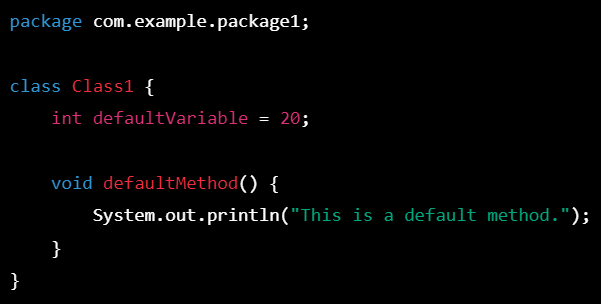 package com.example.package1;
class Class1 {
    int defaultVariable = 20;
    void defaultMethod() {
        System.out.println("This is a default method.");
    }
}